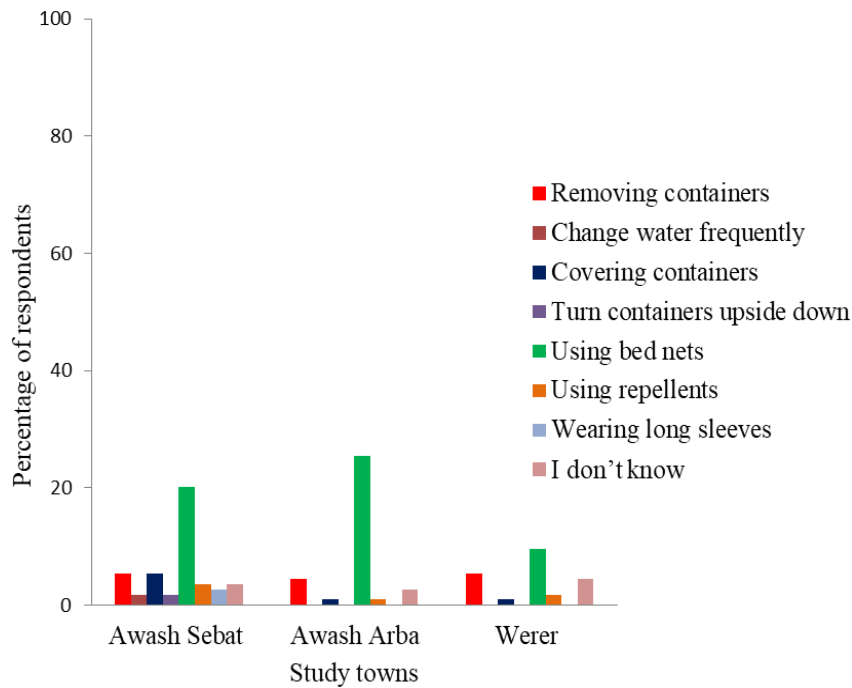 100
80
60
40
20
0
Percentage of respondents
Removing containers
Change water frequently
Covering containers
Turn containers upside down
Using bed nets
Using repellents
Wearing long sleeves
I don’t know
Awash Sebat
Awash Arba
Werer
Study towns